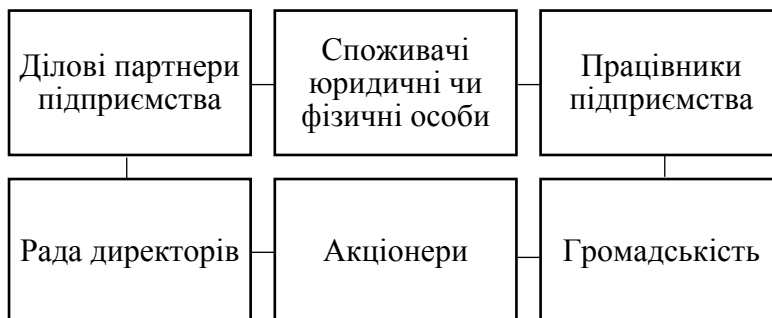 Ділові партнери
підприємства
Споживачі
юридичні чи
фізичні особи
Працівники
підприємства
Рада директорів
Акціонери
Громадськість